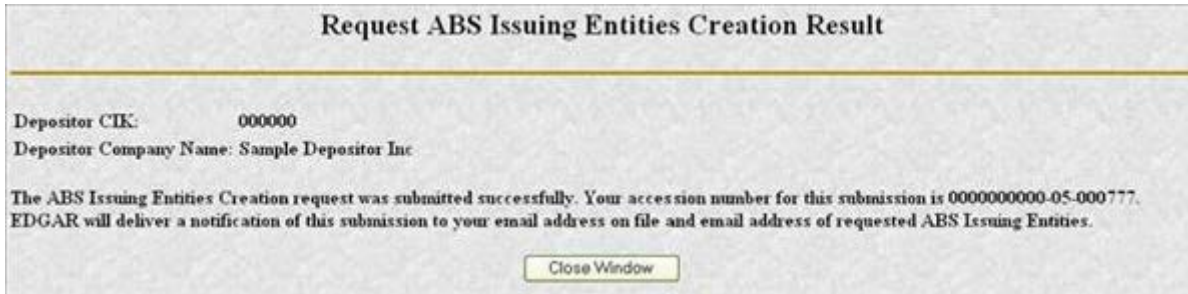 Request ABS Issuing Entities Creation Result
Depositor CIK: 000000
Depositor Company Name: Sample Depositor Inc
The ABS Issuing Entities Creation request was submitted successfully. Your accession number for this submission is 0000000000-05-000777.
EDGAR will deliver a notification of this submission to your email address on file and email address of requested ABS Issuing Entities.
Close Window